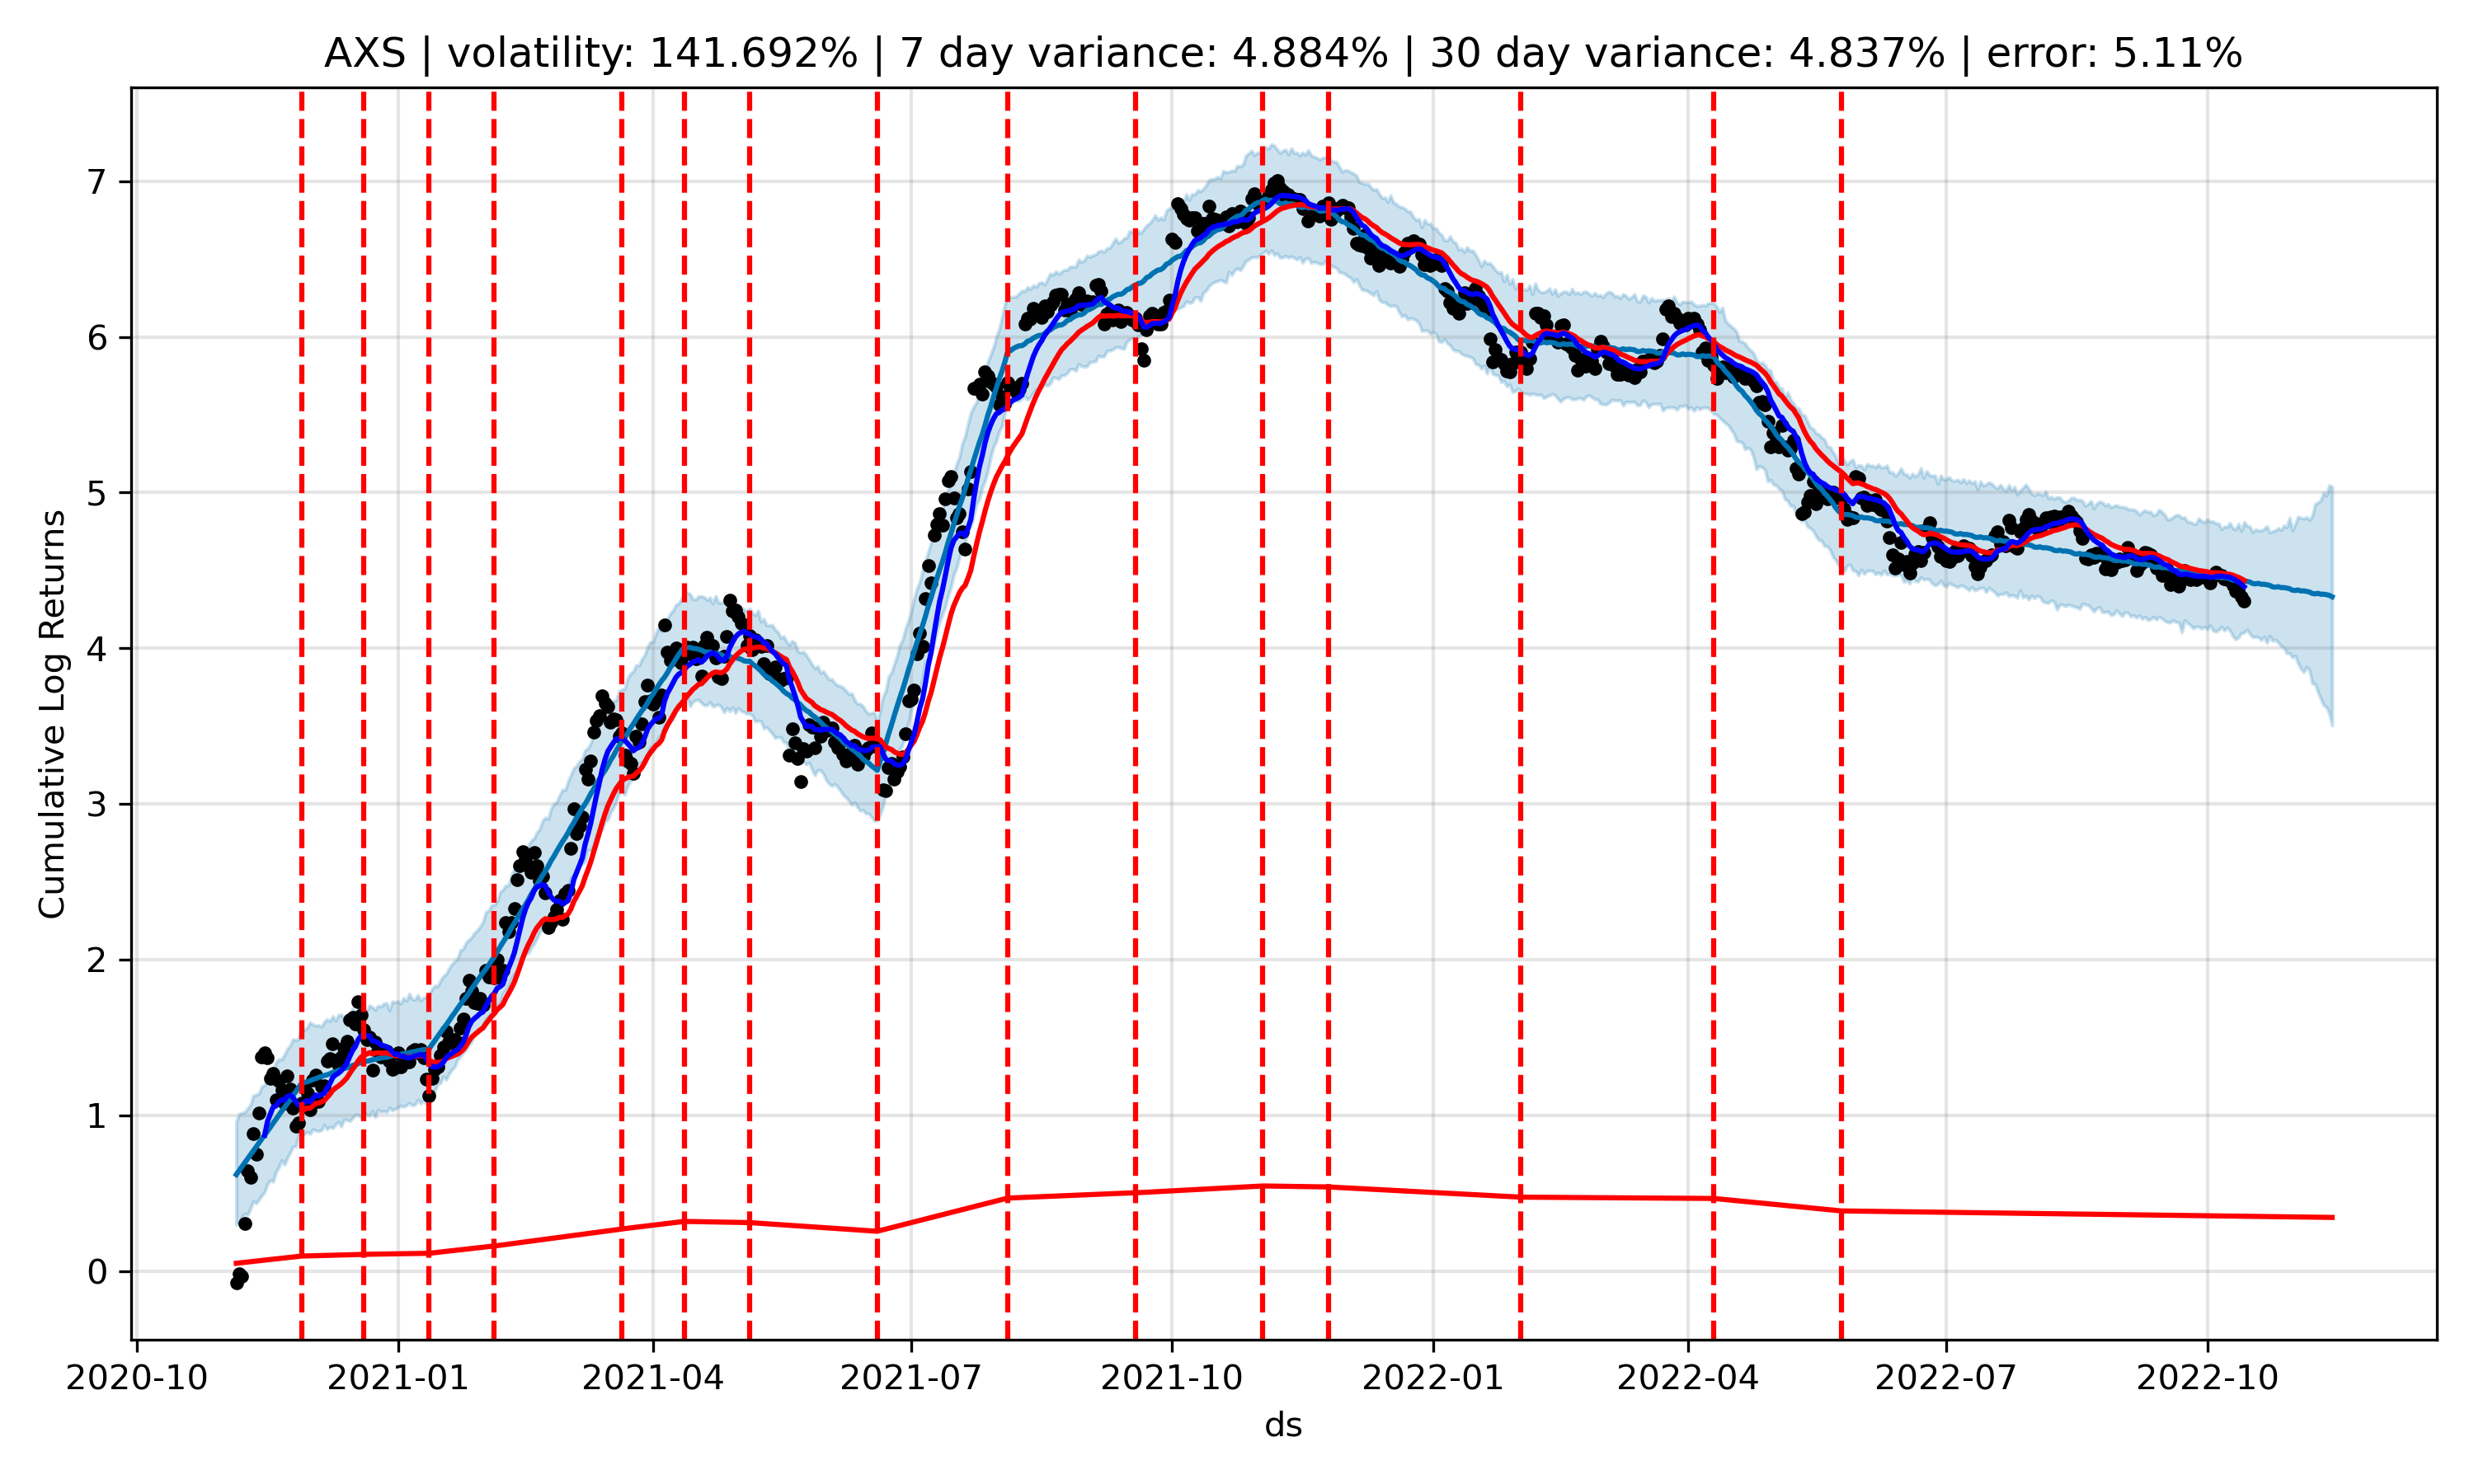 AXS | volatility: 141.692% | 7 day variance: 4.884% | 30 day variance: 4.837% | error: 5.11%
Cumulative Log Returns
7
6
5
4
3
2
1
0
2020-10 2021-01 2021-04 2021-07 2021-10 2022-01 2022-04 2022-07 2022-10
ds